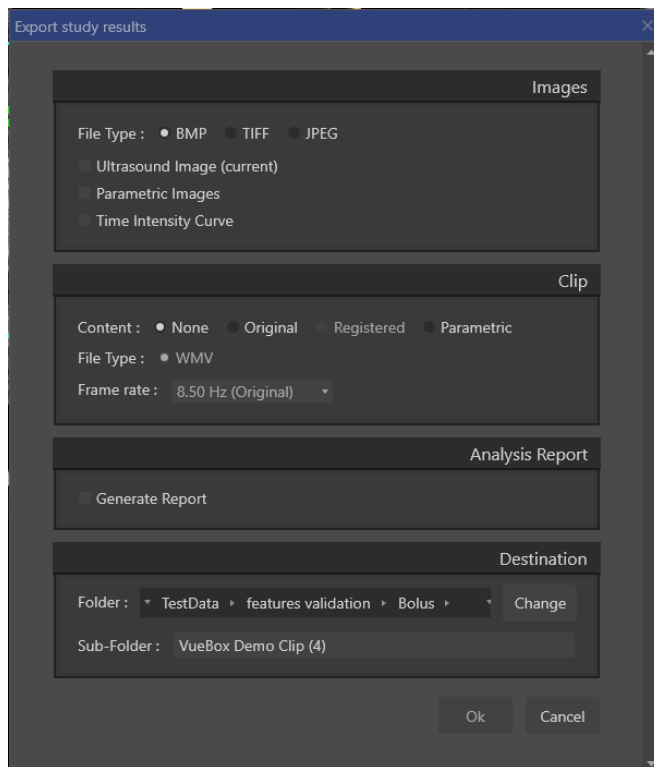 Export study results
Images
File Type : BMP TIFF JPEG
Ultrasound Image (current)
Parametric Images
Time Intensity Curve
Clip
Content : None Original Registered Parametric
File Type : WMV
Frame rate : 8.50 Hz (Original)
Analysis Report
Generate Report
Destination
Folder : TestData features validation Bolus Change
Sub-Folder : VueBox Demo Clip (4)
Ok Cancel